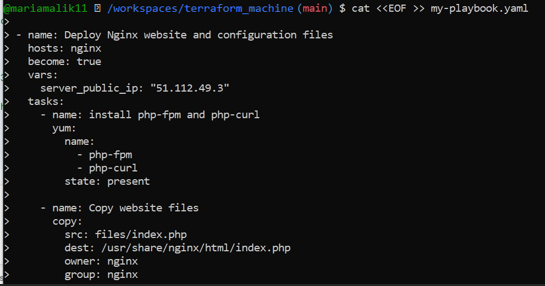 @mariamalik11 /workspaces/terraform_machine (main) $ cat <<EOF >> my-playbook.yaml
>
> - name: Deploy Nginx website and configuration files
>   hosts: nginx
>   become: true
>   vars:
>     server_public_ip: "51.112.49.3"
>   tasks:
>     - name: install php-fpm and php-curl
>       yum:
>         name:
>           - php-fpm
>           - php-curl
>         state: present
>
>     - name: Copy website files
>       copy:
>         src: files/index.php
>         dest: /usr/share/nginx/html/index.php
>         owner: nginx
>         group: nginx